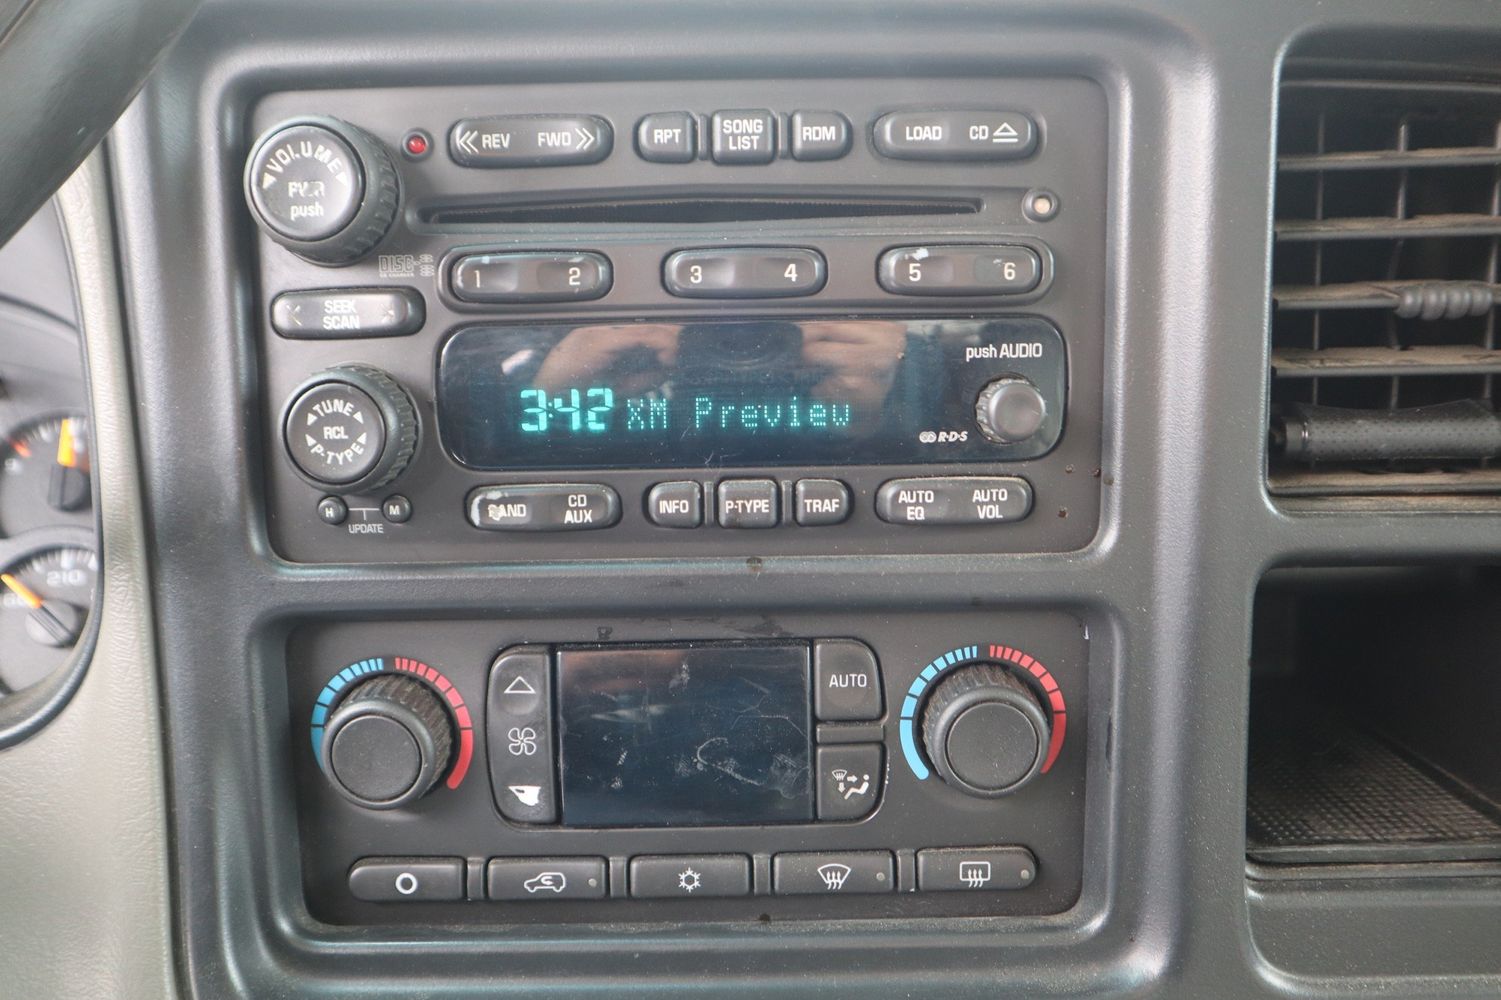 VOLUME
PWR
push
REV FWD
RPT
SONG
LIST
RDM
LOAD CD
DISC
1 2
3 4
5 6
SEEK
SCAN
push AUDIO
3:42 XM Preview
R·D·S
TUNE
RCL
P-TYPE
H M
UPDATE
BAND
CD
AUX
INFO
P-TYPE
TRAF
AUTO
EQ
AUTO
VOL
210
AUTO